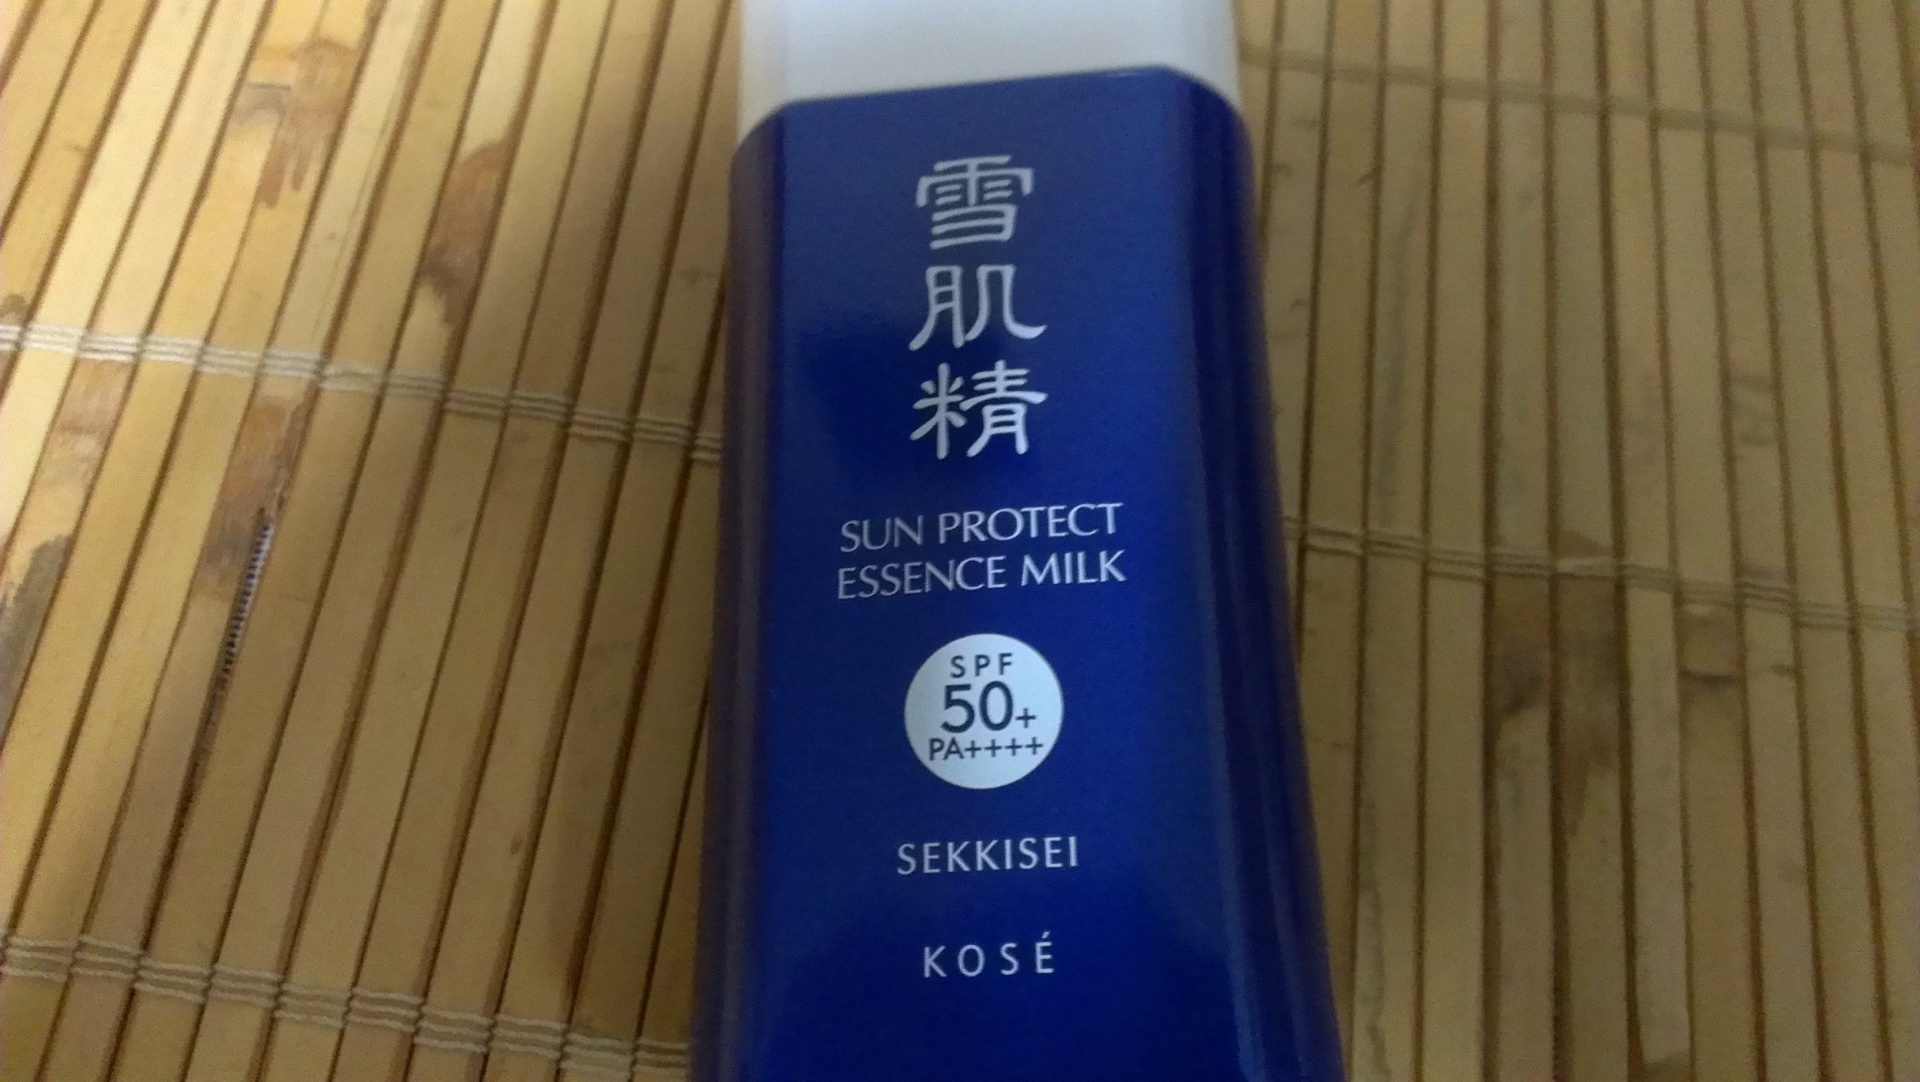 雪肌精
SUN PROTECT
ESSENCE MILK
SPF
50+
PA++++
SEKKISEI
KOSÉ